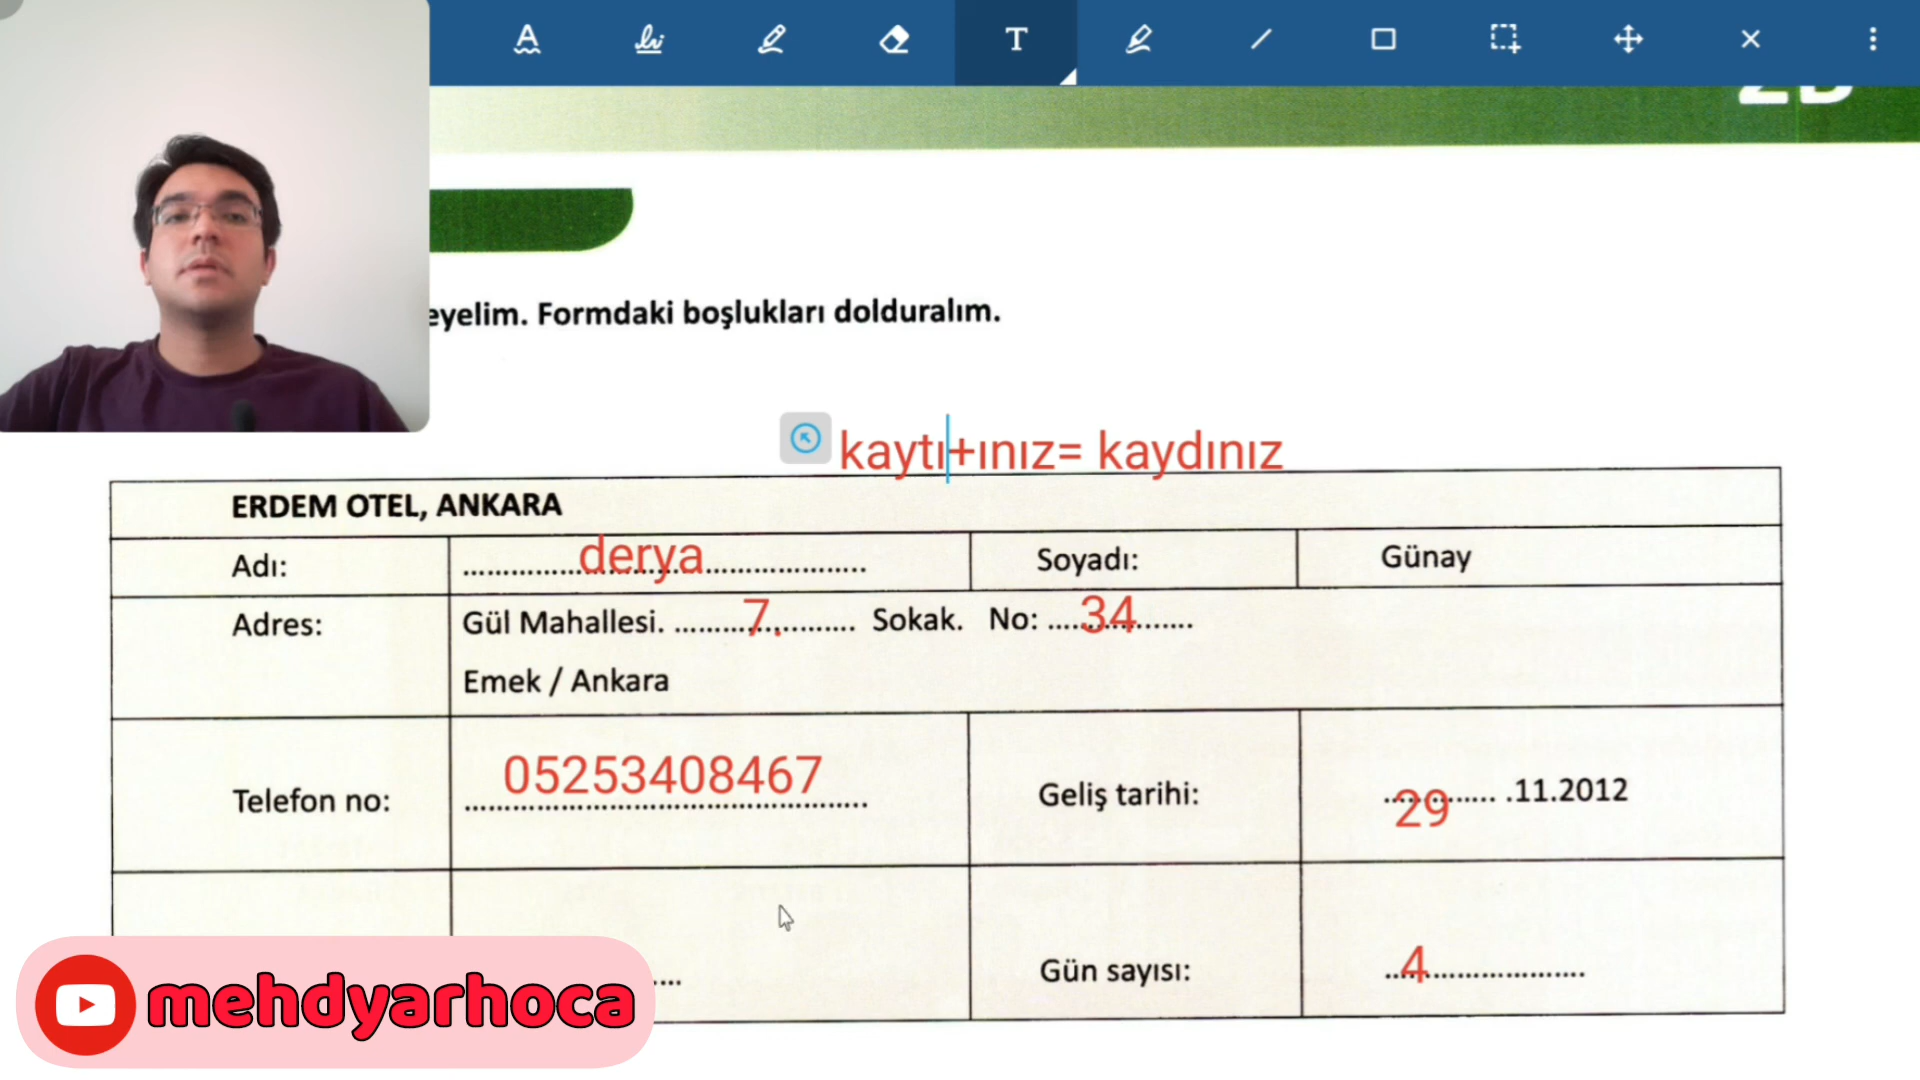 A
T
2D
eyelim. Formdaki boşlukları dolduralım.
kaytı+ınız= kaydınız
ERDEM OTEL, ANKARA
Adı: ............derya............ Soyadı: Günay
Adres: Gül Mahallesi. ........7......... Sokak. No: ....34......
Emek / Ankara
Telefon no: 05253408467 Geliş tarihi: 29 .11.2012
.... Gün sayısı: ..4..................
mehdyarhoca